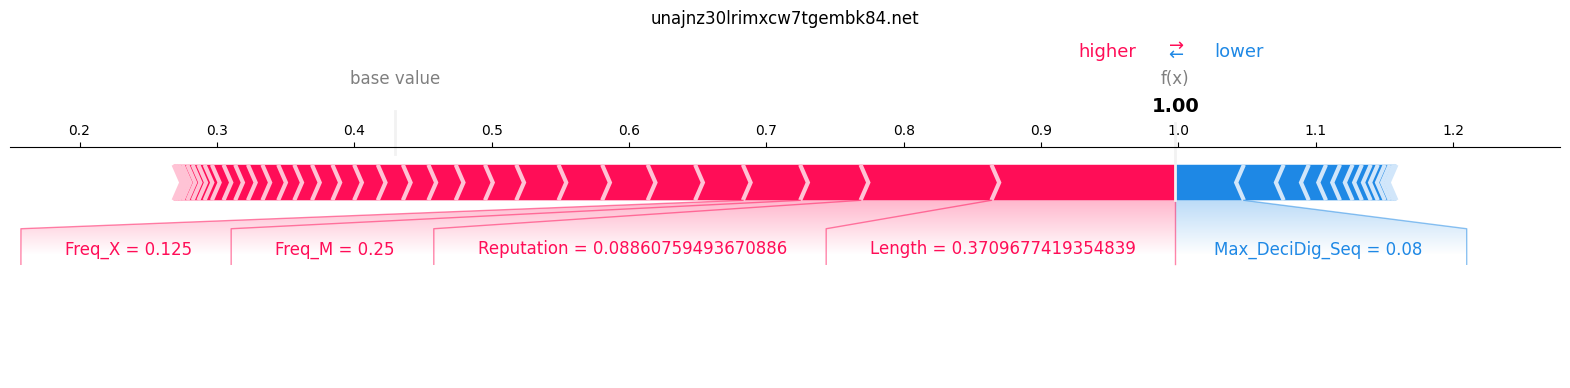 unajnz30lrimxcw7tgembk84.net
higher ⇄ lower
base value f(x)
1.00
0.2 0.3 0.4 0.5 0.6 0.7 0.8 0.9 1.0 1.1 1.2
Freq_X = 0.125 Freq_M = 0.25 Reputation = 0.08860759493670886 Length = 0.3709677419354839 Max_DeciDig_Seq = 0.08